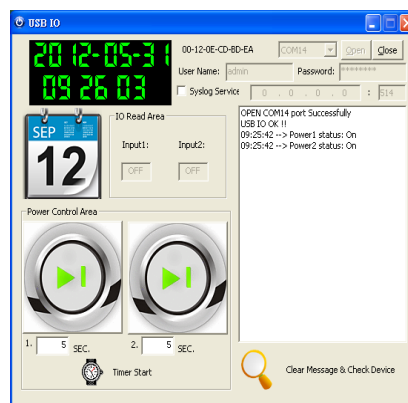 USB IO
2012-05-31
09 26 03
00-12-0E-CD-BD-EA
COM14
Open
Close
User Name:
admin
Password:
********
Syslog Service
0 . 0 . 0 . 0 : 514
SEP
12
IO Read Area
Input1:
Input2:
OFF
OFF
OPEN COM14 port Successfully
USB IO OK !!
09:25:42 --> Power1 status: On
09:25:42 --> Power2 status: On
Power Control Area
1. 5 SEC.
2. 5 SEC.
Timer Start
Clear Message & Check Device